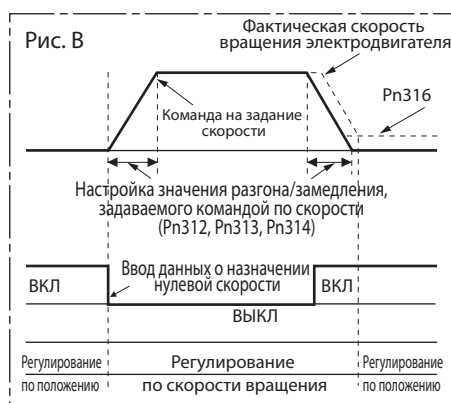 Рис. B
Фактическая скорость
вращения электродвигателя
Pn316
Команда на задание
скорости
Настройка значения разгона/замедления,
задаваемого командой по скорости
(Pn312, Pn313, Pn314)
Ввод данных о назначении
нулевой скорости
ВКЛ
ВКЛ
ВЫКЛ
Регулирование
по положению
Регулирование
по скорости вращения
Регулирование
по положению